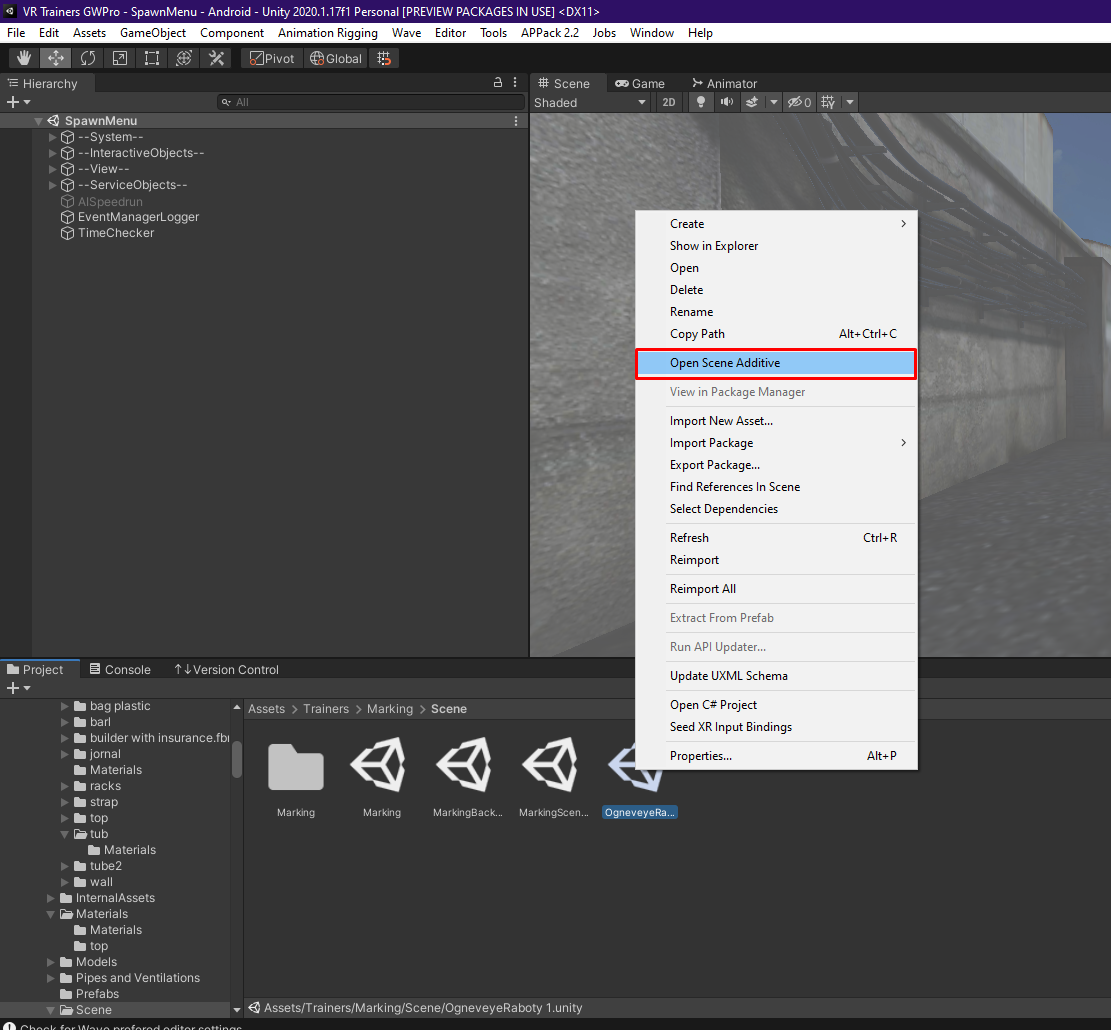 VR Trainers GWPro - SpawnMenu - Android - Unity 2020.1.17f1 Personal [PREVIEW PACKAGES IN USE] <DX11>
File Edit Assets GameObject Component Animation Rigging Wave Editor Tools APPack 2.2 Jobs Window Help
Pivot Global
Hierarchy
All
SpawnMenu
--System--
--InteractiveObjects--
--View--
--ServiceObjects--
AISpeedrun
EventManagerLogger
TimeChecker
Scene Game Animator
Shaded 2D 0
Create
Show in Explorer
Open
Delete
Rename
Copy Path Alt+Ctrl+C
Open Scene Additive
View in Package Manager
Import New Asset...
Import Package
Export Package...
Find References In Scene
Select Dependencies
Refresh Ctrl+R
Reimport
Reimport All
Extract From Prefab
Run API Updater...
Update UXML Schema
Open C# Project
Seed XR Input Bindings
Properties... Alt+P
Project Console Version Control
bag plastic
barl
builder with insurance.fb
jornal
Materials
racks
strap
top
tub
Materials
tube2
wall
InternalAssets
Materials
Materials
top
Models
Pipes and Ventilations
Prefabs
Scene
Assets > Trainers > Marking > Scene
Marking
Marking
MarkingBack...
MarkingScen...
OgneveyeRa...
Assets/Trainers/Marking/Scene/OgneveyeRaboty 1.unity
Check for Wave prefered editor settings